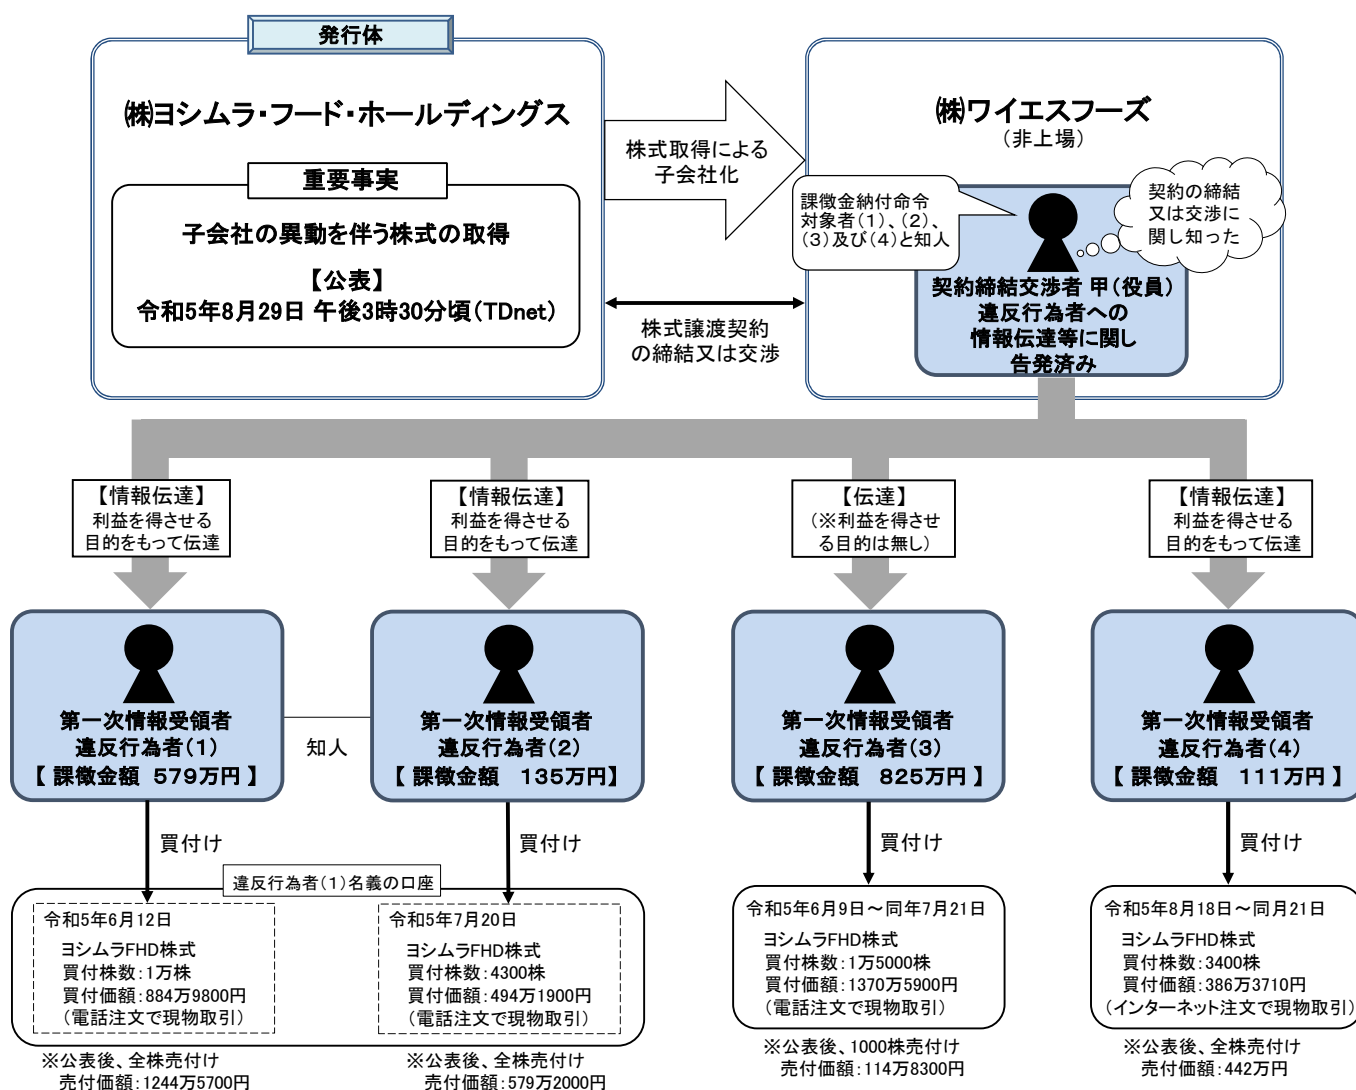 発行体
㈱ヨシムラ・フード・ホールディングス
重要事実
子会社の異動を伴う株式の取得
【公表】
令和5年8月29日 午後3時30分頃(TDnet)
株式取得による
子会社化
株式譲渡契約
の締結又は交渉
㈱ワイエスフーズ
(非上場)
課徴金納付命令
対象者(1)、(2)、
(3)及び(4)と知人
契約の締結
又は交渉に
関し知った
契約締結交渉者 甲(役員)
違反行為者への
情報伝達等に関し
告発済み
【情報伝達】
利益を得させる
目的をもって伝達
【情報伝達】
利益を得させる
目的をもって伝達
【伝達】
(※利益を得させ
る目的は無し)
【情報伝達】
利益を得させる
目的をもって伝達
第一次情報受領者
違反行為者(1)
【 課徴金額 579万円 】
知人
第一次情報受領者
違反行為者(2)
【 課徴金額 135万円】
第一次情報受領者
違反行為者(3)
【 課徴金額 825万円】
第一次情報受領者
違反行為者(4)
【 課徴金額 111万円 】
買付け
買付け
買付け
買付け
違反行為者(1)名義の口座
令和5年6月12日
ヨシムラFHD株式
買付株数:1万株
買付価額:884万9800円
(電話注文で現物取引)
※公表後、全株売付け
売付価額:1244万5700円
令和5年7月20日
ヨシムラFHD株式
買付株数:4300株
買付価額:494万1900円
(電話注文で現物取引)
※公表後、全株売付け
売付価額:579万2000円
令和5年6月9日~同年7月21日
ヨシムラFHD株式
買付株数:1万5000株
買付価額:1370万5900円
(電話注文で現物取引)
※公表後、1000株売付け
売付価額:114万8300円
令和5年8月18日~同月21日
ヨシムラFHD株式
買付株数:3400株
買付価額:386万3710円
(インターネット注文で現物取引)
※公表後、全株売付け
売付価額:442万円